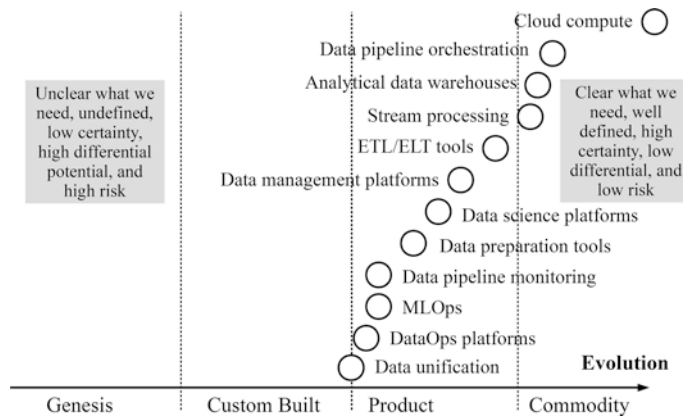 Cloud compute
Data pipeline orchestration
Analytical data warehouses
Unclear what we
need, undefined,
low certainty,
high differential
potential, and
high risk
Clear what we
need, well
defined, high
certainty, low
differential, and
low risk
Stream processing
ETL/ELT tools
Data management platforms
Data science platforms
Data preparation tools
Data pipeline monitoring
MLOps
DataOps platforms
Data unification
Evolution
Genesis
Custom Built
Product
Commodity